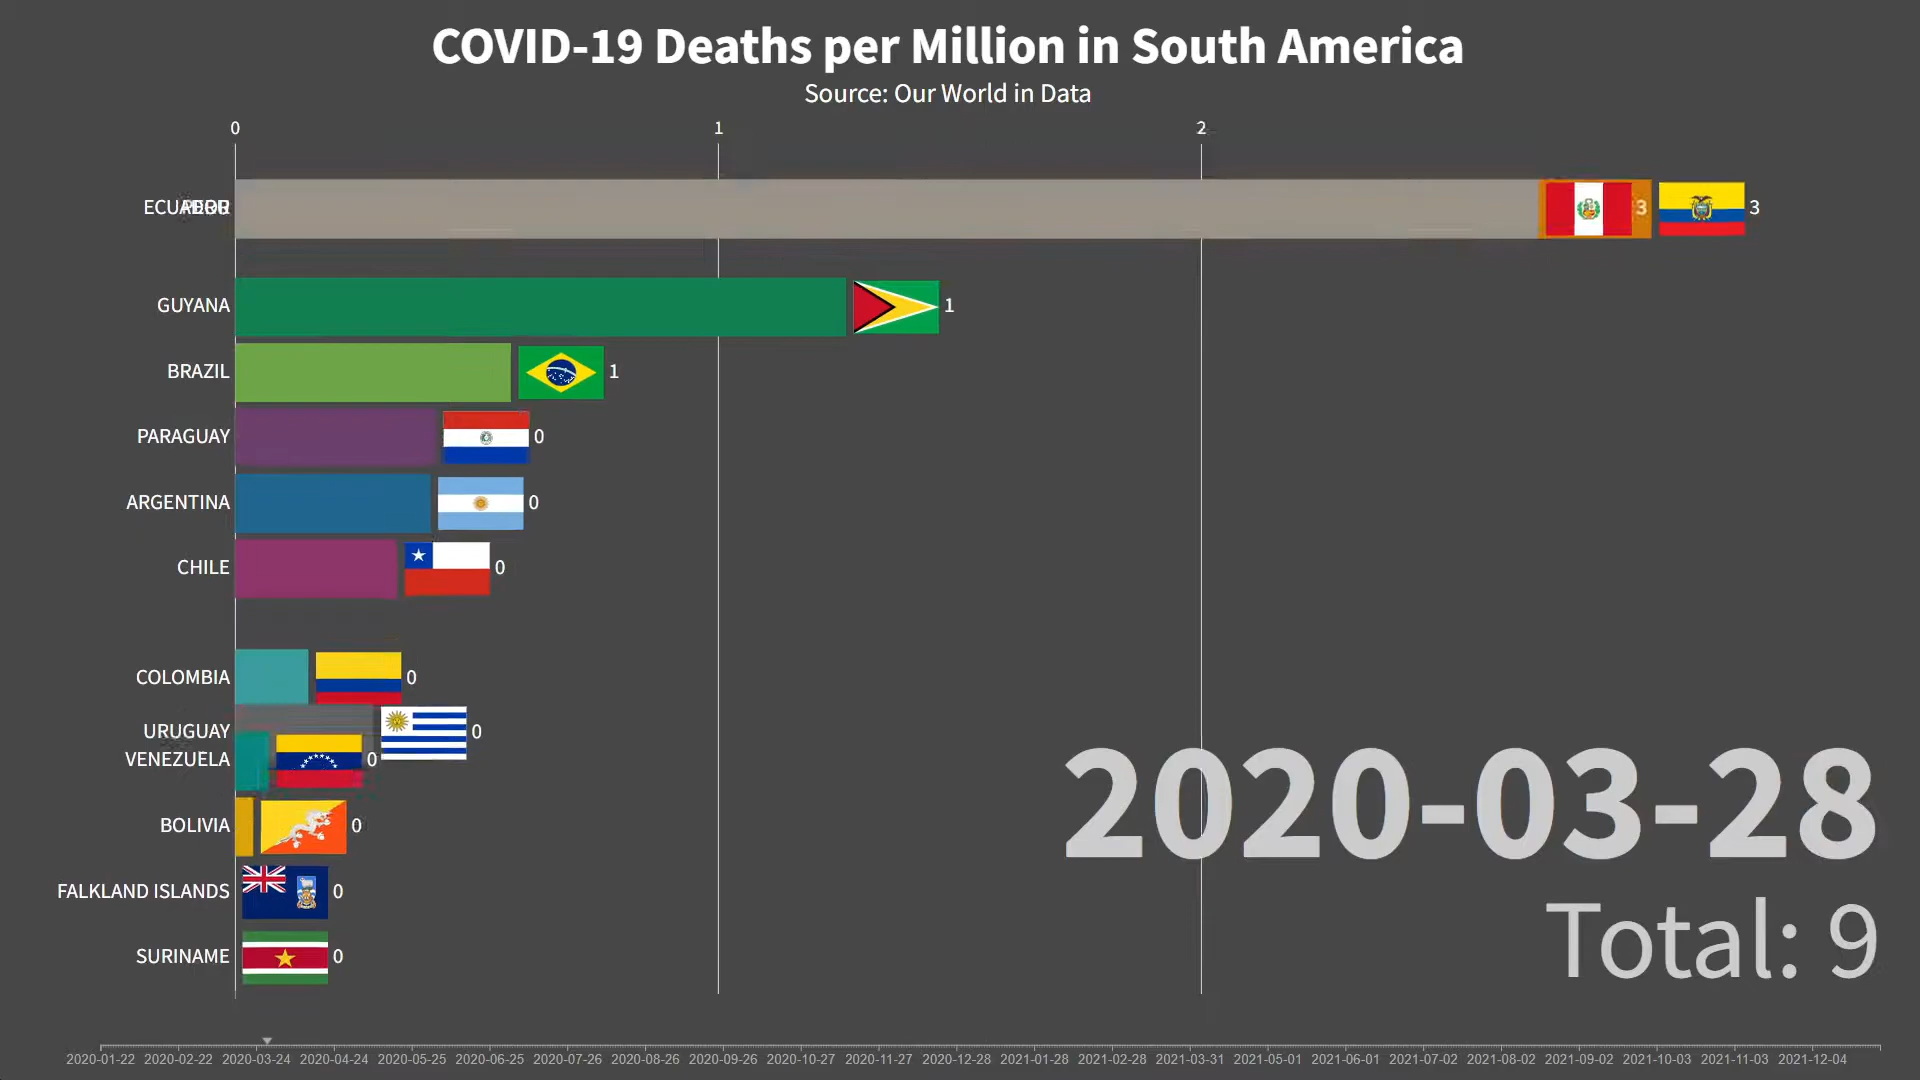 COVID-19 Deaths per Million in South America
Source: Our World in Data
0 1 2
ECUADOR 3 3
GUYANA 1
BRAZIL 1
PARAGUAY 0
ARGENTINA 0
CHILE 0
COLOMBIA 0
URUGUAY 0
VENEZUELA 0
BOLIVIA 0
FALKLAND ISLANDS 0
SURINAME 0
2020-03-28
Total: 9
2020-01-22 2020-02-22 2020-03-24 2020-04-24 2020-05-25 2020-06-25 2020-07-26 2020-08-26 2020-09-26 2020-10-27 2020-11-27 2020-12-28 2021-01-28 2021-02-28 2021-03-31 2021-05-01 2021-06-01 2021-07-02 2021-08-02 2021-09-02 2021-10-03 2021-11-03 2021-12-04